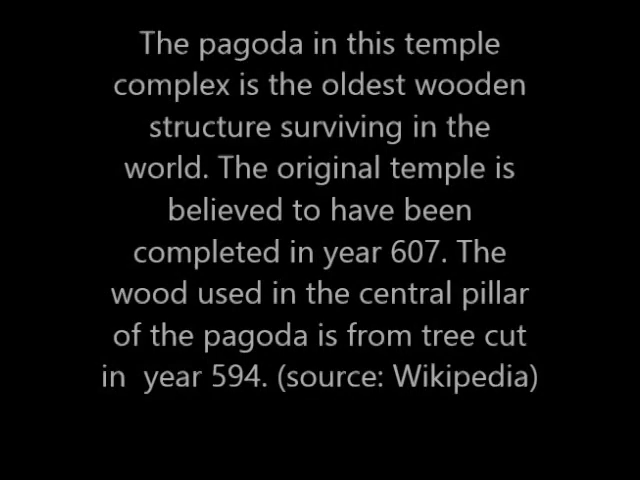 The pagoda in this temple
complex is the oldest wooden
structure surviving in the
world. The original temple is
believed to have been
completed in year 607. The
wood used in the central pillar
of the pagoda is from tree cut
in  year 594. (source: Wikipedia)